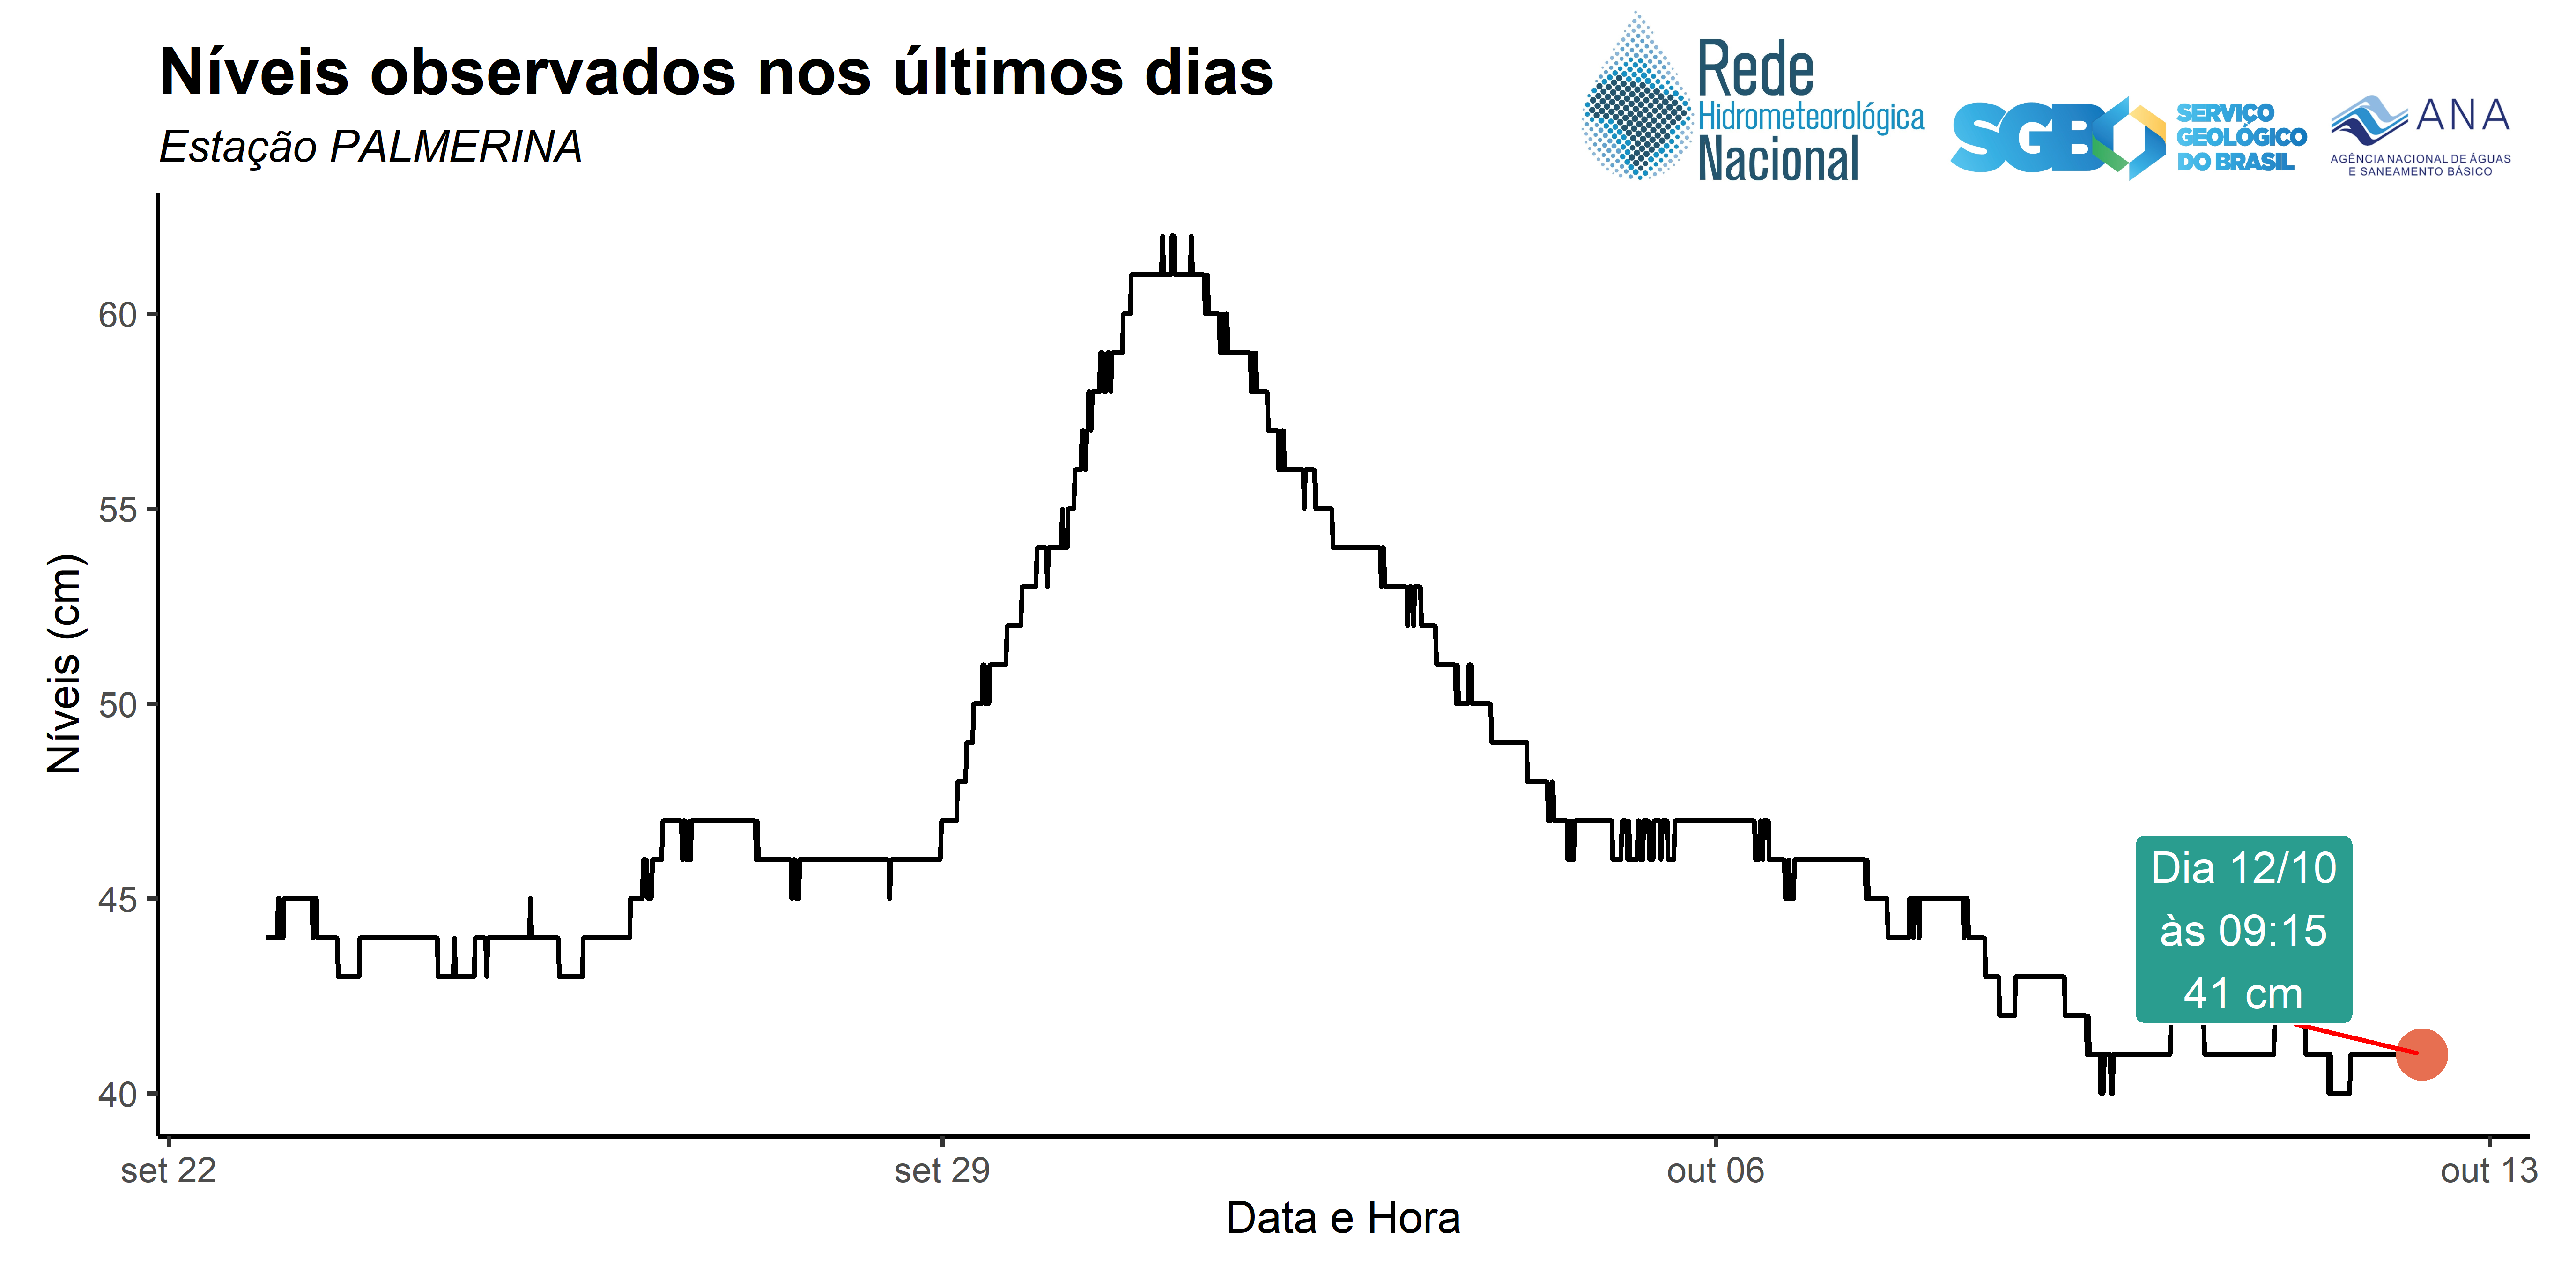 Níveis observados nos últimos dias
Estação PALMERINA
Rede
Hidrometeorológica
Nacional
SGB
SERVIÇO
GEOLÓGICO
DO BRASIL
ANA
AGÊNCIA NACIONAL DE ÁGUAS
E SANEAMENTO BÁSICO
Níveis (cm)
60
55
50
45
40
Dia 12/10
às 09:15
41 cm
set 22
set 29
out 06
out 13
Data e Hora